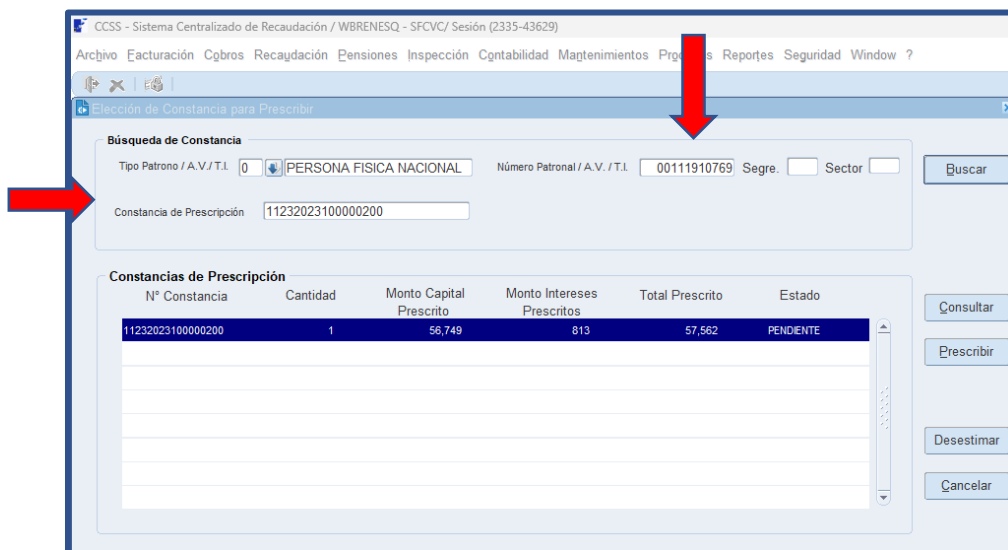 CCSS - Sistema Centralizado de Recaudación / WBRENESQ - SFCVC/ Sesión (2335-43629)
Archivo Facturación Cobros Recaudación Pensiones Inspección Contabilidad Mantenimientos Reportes Seguridad Window ?
Elección de Constancia para Prescribir
Búsqueda de Constancia
Tipo Patrono / A.V./ T.I. 0 PERSONA FISICA NACIONAL Número Patronal / A.V. / T.I. 00111910769 Segre. Sector Buscar
Constancia de Prescripción 11232023100000200
Constancias de Prescripción
N° Constancia Cantidad Monto Capital Prescrito Monto Intereses Prescritos Total Prescrito Estado
11232023100000200 1 56,749 813 57,562 PENDIENTE
Consultar
Prescribir
Desestimar
Cancelar